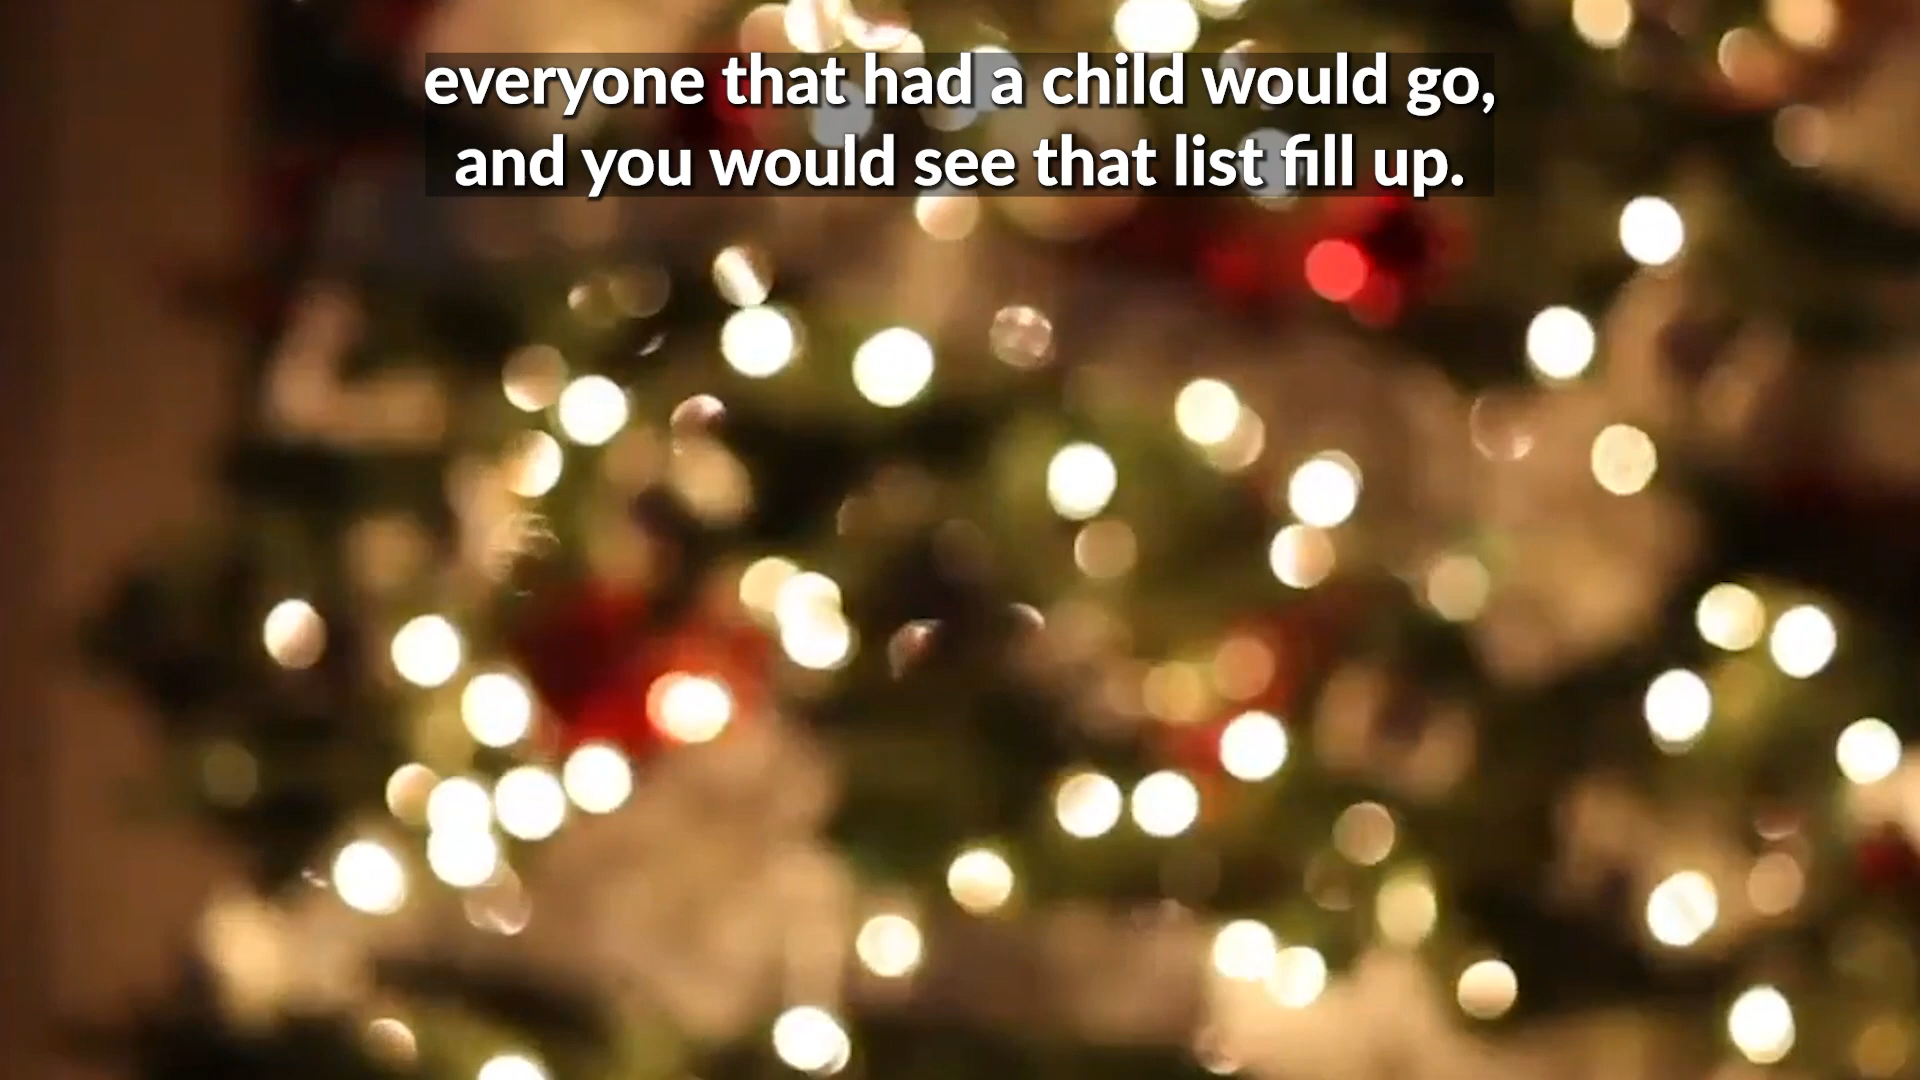 everyone that had a child would go,
and you would see that list fill up.